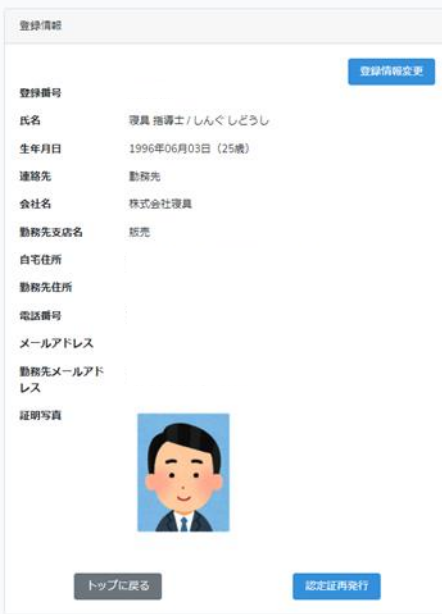 登録情報
登録情報変更
登録番号
氏名 寝具 指導士 / しんぐ しどうし
生年月日 1996年06月03日（25歳）
連絡先 勤務先
会社名 株式会社寝具
勤務先支店名 販売
自宅住所
勤務先住所
電話番号
メールアドレス
勤務先メールアド
レス
証明写真
トップに戻る 認定証再発行